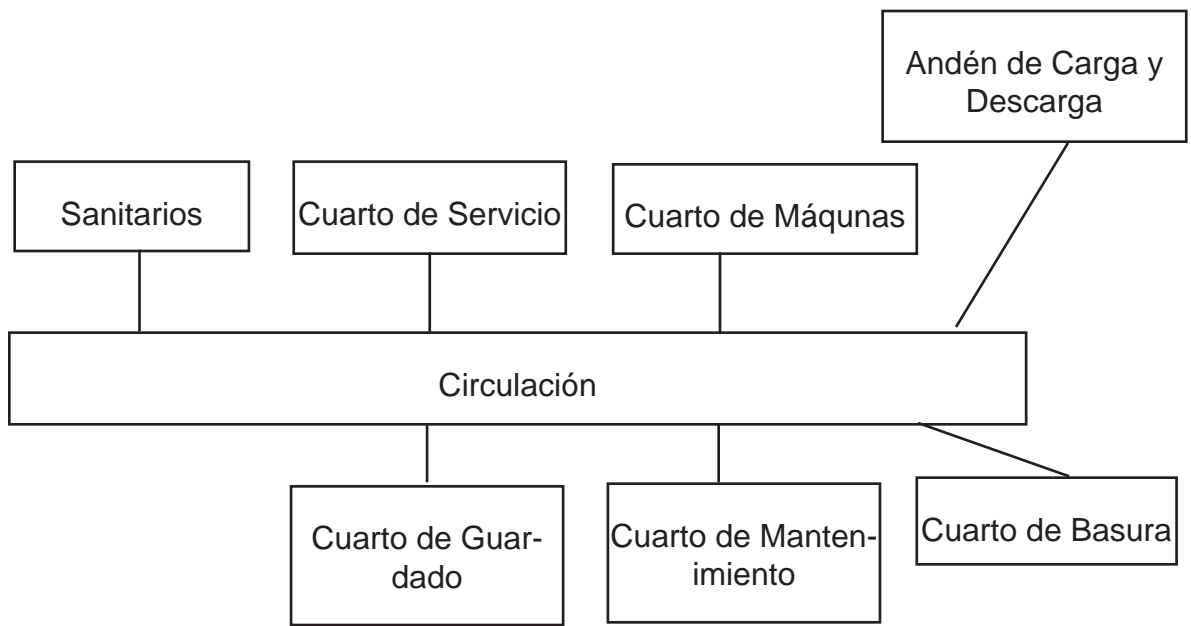 Andén de Carga y
Descarga
Sanitarios
Cuarto de Servicio
Cuarto de Máqunas
Circulación
Cuarto de Guar-
dado
Cuarto de Manten-
imiento
Cuarto de Basura